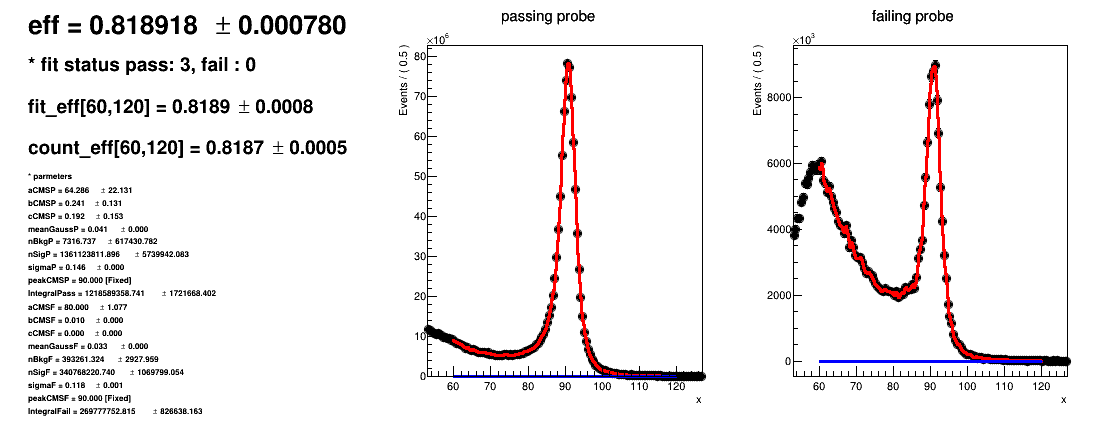 eff = 0.818918 ± 0.000780
* fit status pass: 3, fail : 0
fit_eff[60,120] = 0.8189 ± 0.0008
count_eff[60,120] = 0.8187 ± 0.0005
* parmeters
aCMSP = 64.286 ± 22.131
bCMSP = 0.241 ± 0.131
cCMSP = 0.192 ± 0.153
meanGaussP = 0.041 ± 0.000
nBkgP = 7316.737 ± 617430.782
nSigP = 1361123811.896 ± 5739942.083
sigmaP = 0.146 ± 0.000
peakCMSP = 90.000 [Fixed]
IntegralPass = 1218589358.741 ± 1721668.402
aCMSF = 80.000 ± 1.077
bCMSF = 0.010 ± 0.000
cCMSF = 0.000 ± 0.000
meanGaussF = 0.033 ± 0.000
nBkgF = 393261.324 ± 2927.959
nSigF = 340768220.740 ± 1069799.054
sigmaF = 0.118 ± 0.001
peakCMSF = 90.000 [Fixed]
IntegralFail = 269777752.815 ± 826638.163
passing probe
×10⁶
Events / ( 0.5 )
80
70
60
50
40
30
20
10
0
60 70 80 90 100 110 120
x
failing probe
×10³
Events / ( 0.5 )
8000
6000
4000
2000
0
60 70 80 90 100 110 120
x